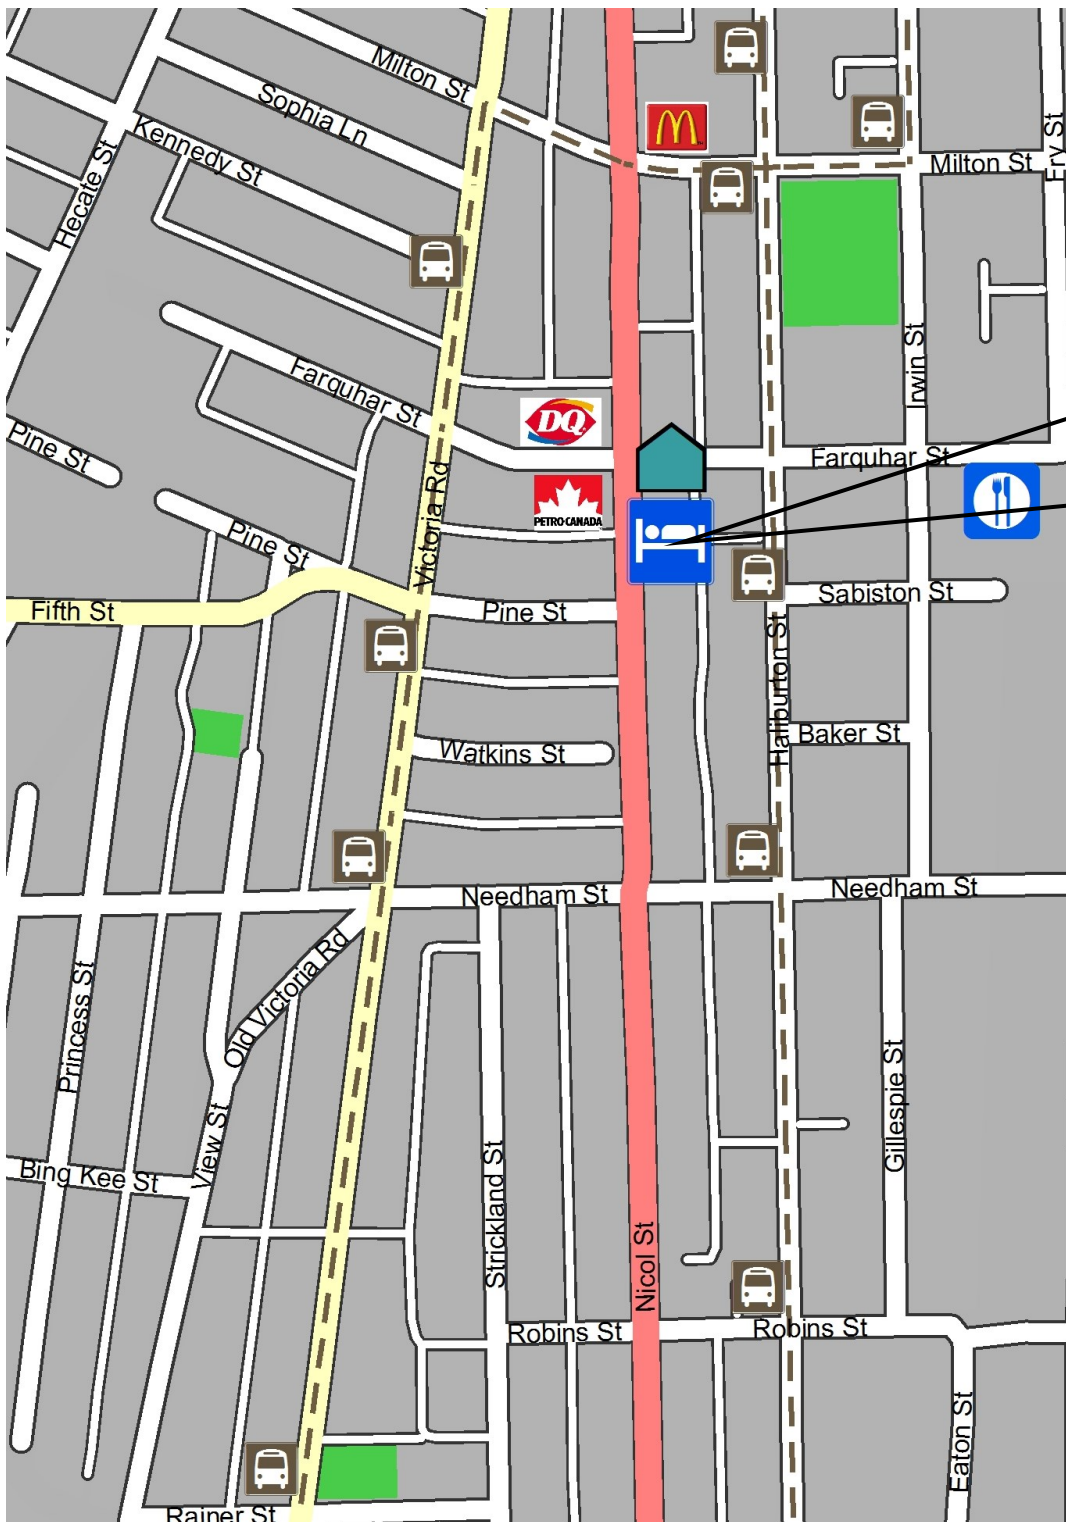 Milton St
Sophia Ln
Kennedy St
Hecate St
Milton St
Fry St
Irwin St
Farquhar St
DQ
Farquhar St
Pine St
PETRO-CANADA
Victoria Rd
Pine St
Fifth St
Pine St
Sabiston St
Haliburton St
Baker St
Watkins St
Needham St
Needham St
Old Victoria Rd
Princess St
Gillespie St
View St
Bing Kee St
Strickland St
Nicol St
Robins St
Robins St
Eaton St
Rainer St